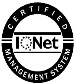 CERTIFIED
IQNet
MANAGEMENT SYSTEM